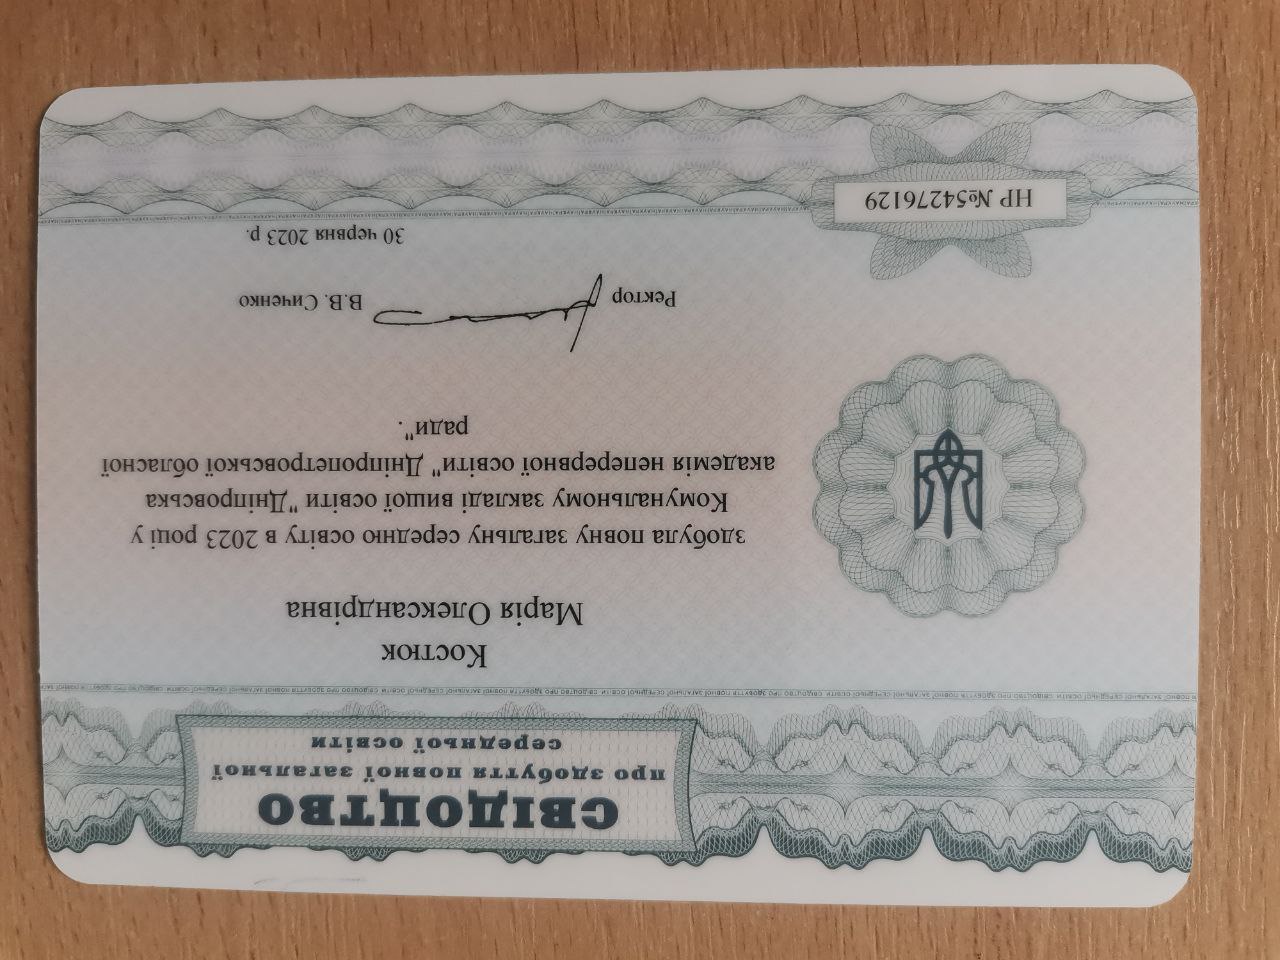 СВІДОЦТВО
про здобуття повної загальної
середньої освіти
Костюк
Марія Олександрівна
здобула повну загальну середню освіту в 2023 році у
Комунальному закладі вищої освіти "Дніпровська
академія неперервної освіти" Дніпропетровської обласної
ради".
Ректор
В.В. Сиченко
30 червня 2023 р.
НР №54276129